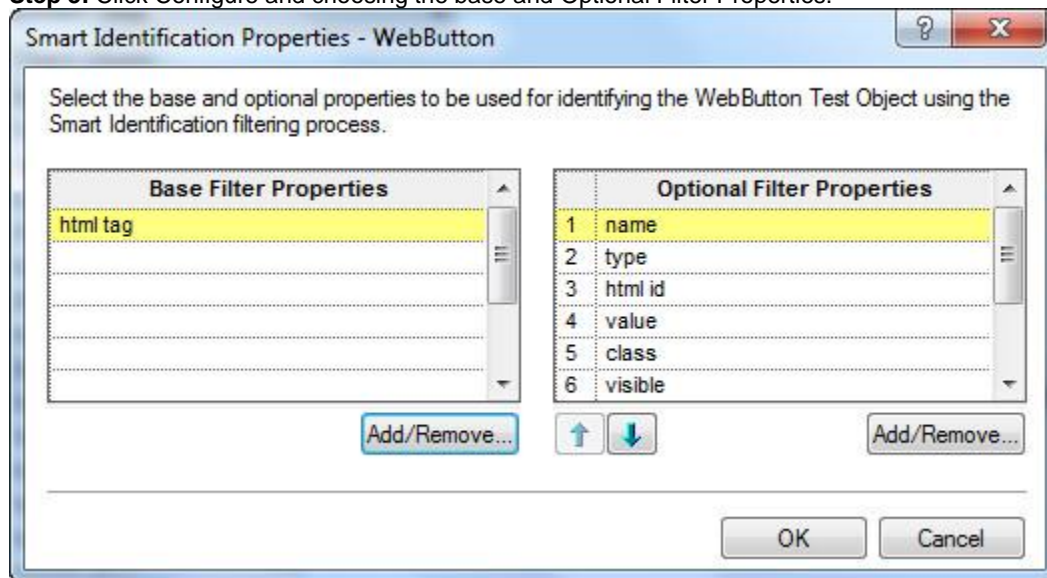 Step 3: Click Configure and choosing the base and Optional Filter Properties.
Smart Identification Properties - WebButton
Select the base and optional properties to be used for identifying the WebButton Test Object using the
Smart Identification filtering process.
Base Filter Properties
html tag
Optional Filter Properties
1 name
2 type
3 html id
4 value
5 class
6 visible
Add/Remove...
Add/Remove...
OK
Cancel